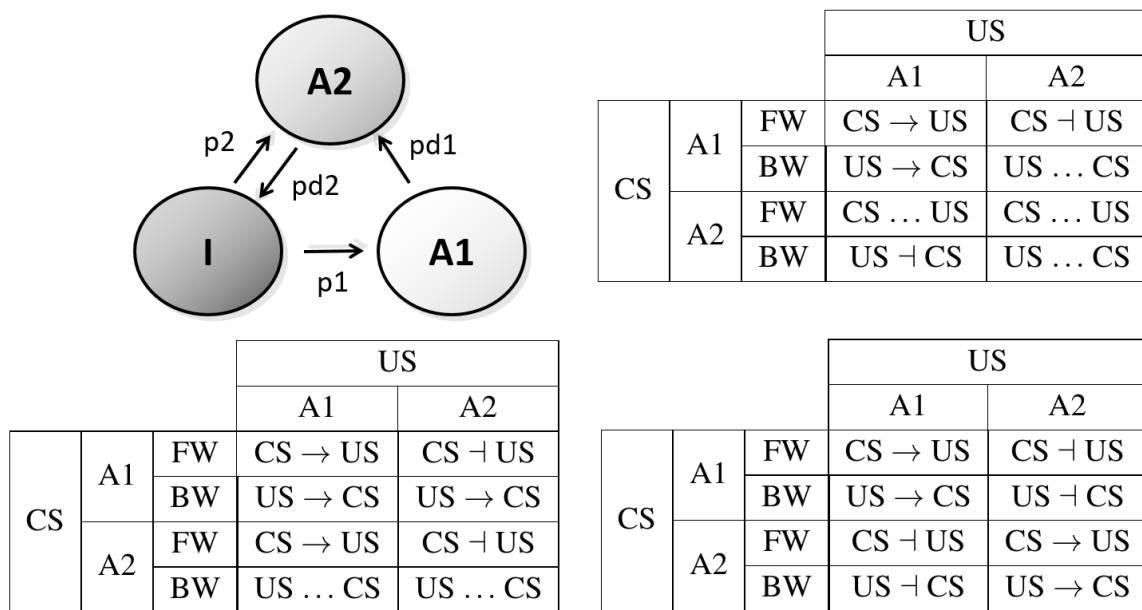 A2
p2
pd1
pd2
I
A1
p1
US
A1 A2
CS A1 FW CS → US CS ⊣ US
BW US → CS US … CS
A2 FW CS … US CS … US
BW US ⊣ CS US … CS
US
A1 A2
CS A1 FW CS → US CS ⊣ US
BW US → CS US → CS
A2 FW CS → US CS ⊣ US
BW US … CS US … CS
US
A1 A2
CS A1 FW CS → US CS ⊣ US
BW US → CS US ⊣ CS
A2 FW CS ⊣ US CS → US
BW US ⊣ CS US → CS